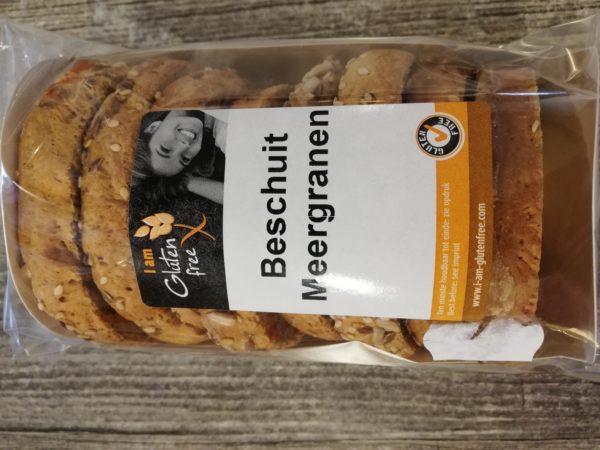 I am
Gluten
free
Beschuit
Meergranen
GLUTEN
FREE
Ten minste houdbaar tot einde: zie opdruk
Best before: see imprint
www.i-am-glutenfree.com